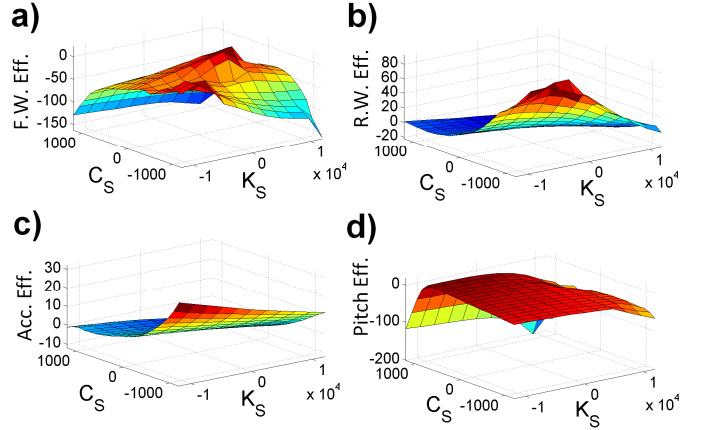 a)
F.W. Eff.
0
-50
-100
-150
1000
0
-1000
C_S
-1
0
1
x 10^4
K_S
b)
R.W. Eff.
80
60
40
20
0
-20
1000
0
-1000
C_S
-1
0
1
x 10^4
K_S
c)
Acc. Eff.
30
20
10
0
-10
1000
0
-1000
C_S
-1
0
1
x 10^4
K_S
d)
Pitch Eff.
0
-100
-200
1000
0
-1000
C_S
-1
0
1
x 10^4
K_S